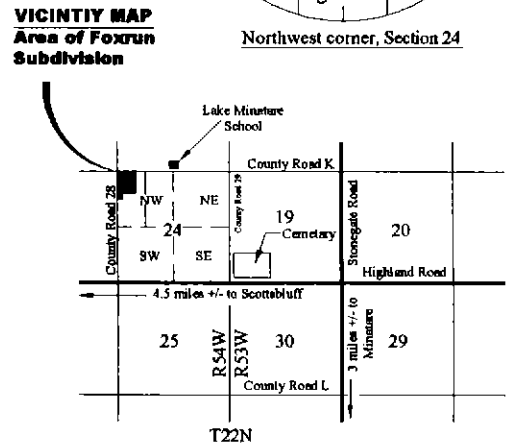 VICINTIY MAP
Area of Foxrun
Subdivision
Northwest corner, Section 24
Lake Minature
School
County Road K
County Road 28
NW
NE
County Road 29
19
Cemetary
24
Stonegate Road
20
SW
SE
Highland Road
4.5 miles +/- to Scottsbluff
25
R54W
R53W
30
3 miles +/- to
Minature
29
County Road L
T22N